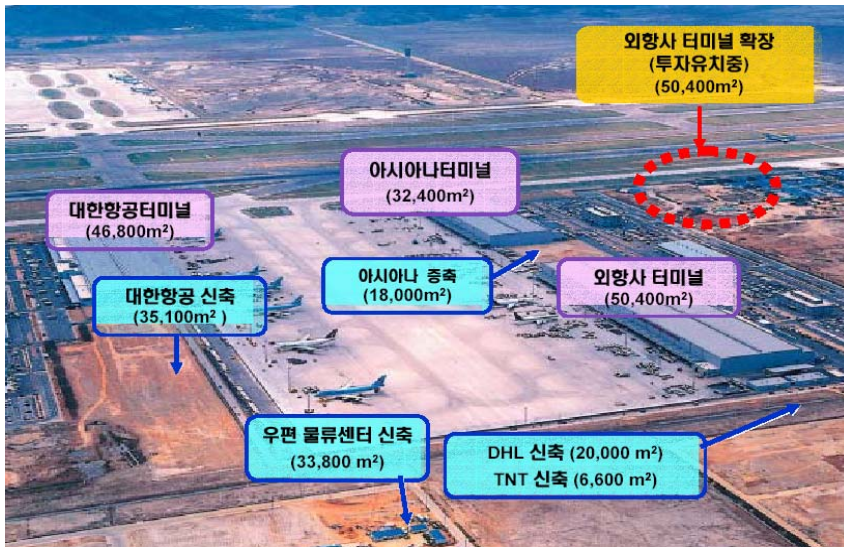 외항사 터미널 확장
(투자유치중)
(50,400m²)
아시아나터미널
(32,400m²)
대한항공터미널
(46,800m²)
아시아나 증축
(18,000m²)
외항사 터미널
(50,400m²)
대한항공 신축
(35,100m² )
우편 물류센터 신축
(33,800 m²)
DHL 신축 (20,000 m²)
TNT 신축 (6,600 m²)